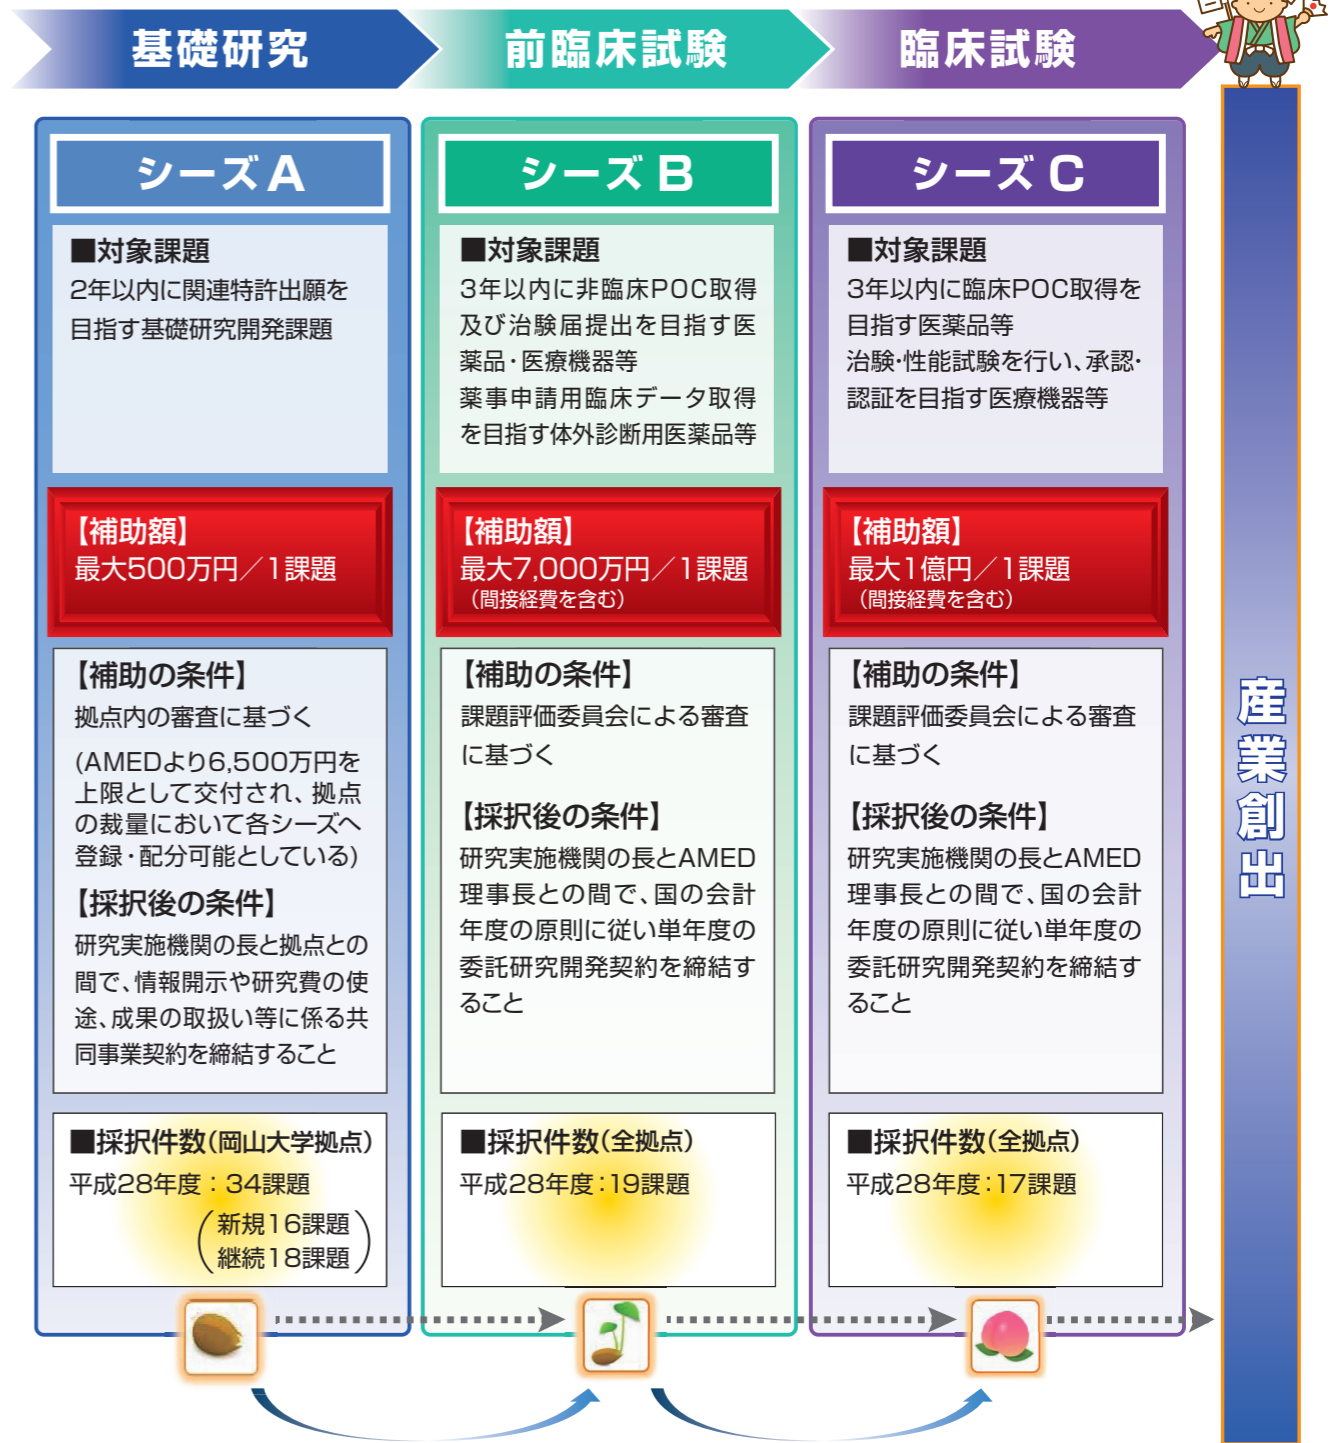 基礎研究
前臨床試験
臨床試験
シーズA
■対象課題
2年以内に関連特許出願を
目指す基礎研究開発課題
【補助額】
最大500万円／1課題
【補助の条件】
拠点内の審査に基づく
(AMEDより6,500万円を
上限として交付され、拠点
の裁量において各シーズへ
登録・配分可能としている)
【採択後の条件】
研究実施機関の長と拠点との
間で、情報開示や研究費の使
途、成果の取扱い等に係る共
同事業契約を締結すること
■採択件数(岡山大学拠点)
平成28年度：34課題
(新規16課題
継続18課題)
シーズB
■対象課題
3年以内に非臨床POC取得
及び治験届提出を目指す医
薬品・医療機器等
薬事申請用臨床データ取得
を目指す体外診断用医薬品等
【補助額】
最大7,000万円／1課題
(間接経費を含む)
【補助の条件】
課題評価委員会による審査
に基づく
【採択後の条件】
研究実施機関の長とAMED
理事長との間で、国の会計
年度の原則に従い単年度の
委託研究開発契約を締結す
ること
■採択件数(全拠点)
平成28年度：19課題
シーズC
■対象課題
3年以内に臨床POC取得を
目指す医薬品等
治験・性能試験を行い、承認・
認証を目指す医療機器等
【補助額】
最大1億円／1課題
(間接経費を含む)
【補助の条件】
課題評価委員会による審査
に基づく
【採択後の条件】
研究実施機関の長とAMED
理事長との間で、国の会計
年度の原則に従い単年度の
委託研究開発契約を締結す
ること
■採択件数(全拠点)
平成28年度：17課題
産業創出